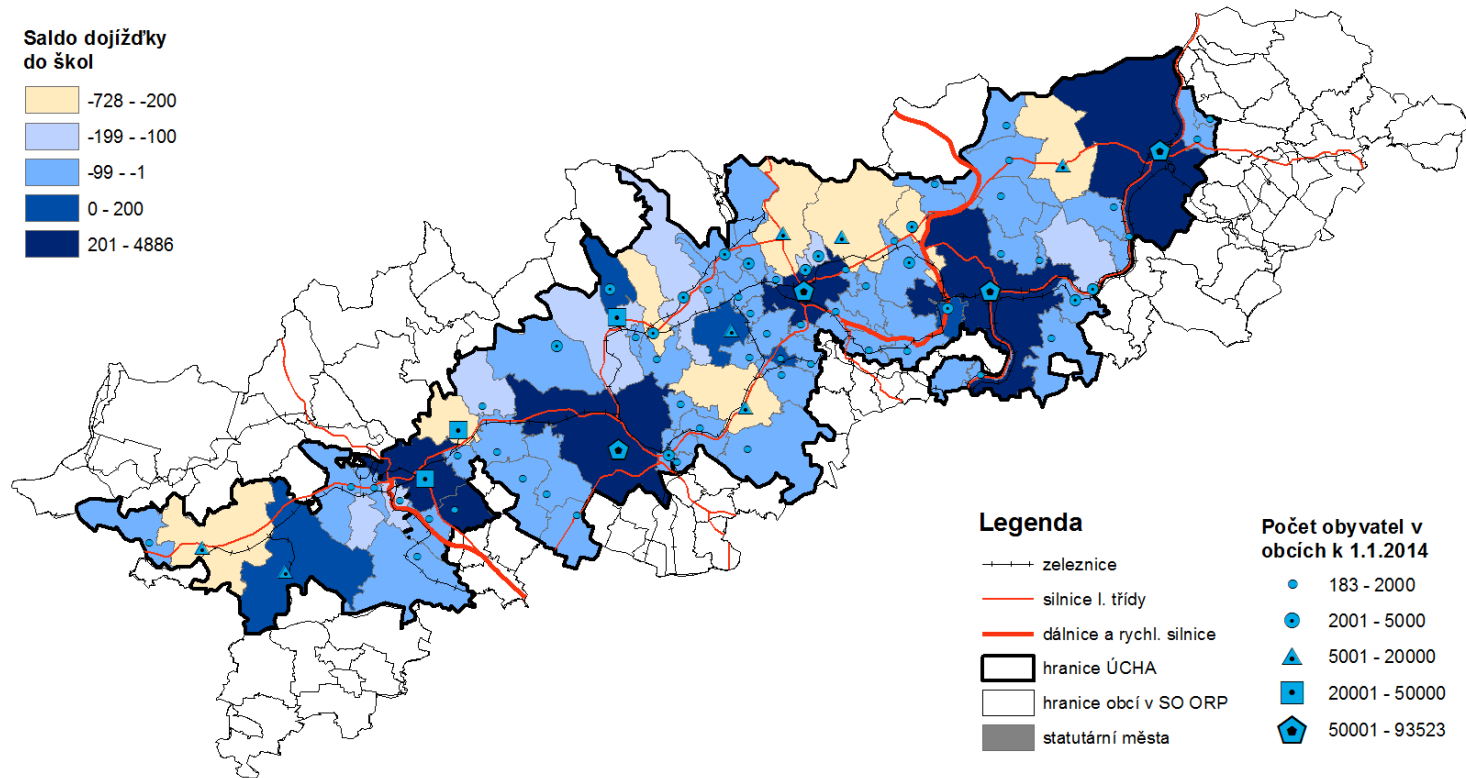 Saldo dojížďky
do škol
-728 - -200
-199 - -100
-99 - -1
0 - 200
201 - 4886
Legenda
zeleznice
silnice I. třídy
dálnice a rychl. silnice
hranice ÚCHA
hranice obcí v SO ORP
statutární města
Počet obyvatel v
obcích k 1.1.2014
183 - 2000
2001 - 5000
5001 - 20000
20001 - 50000
50001 - 93523